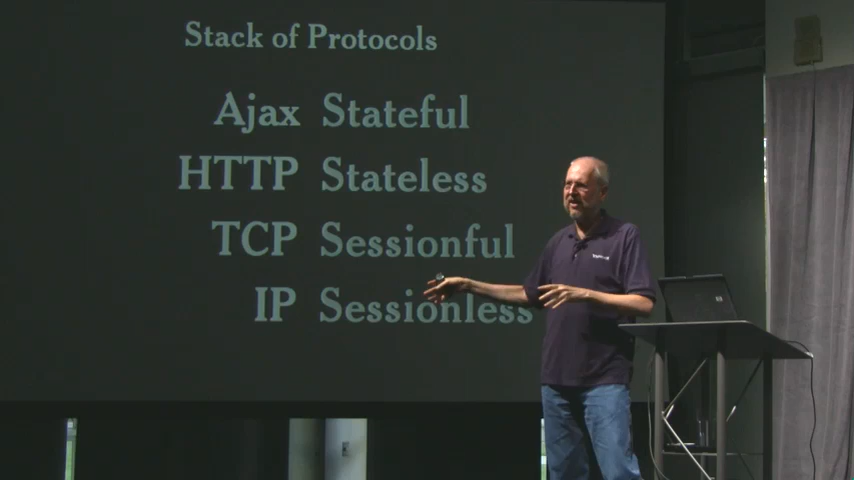 Stack of Protocols
Ajax Stateful
HTTP Stateless
TCP Sessionful
IP Sessionless